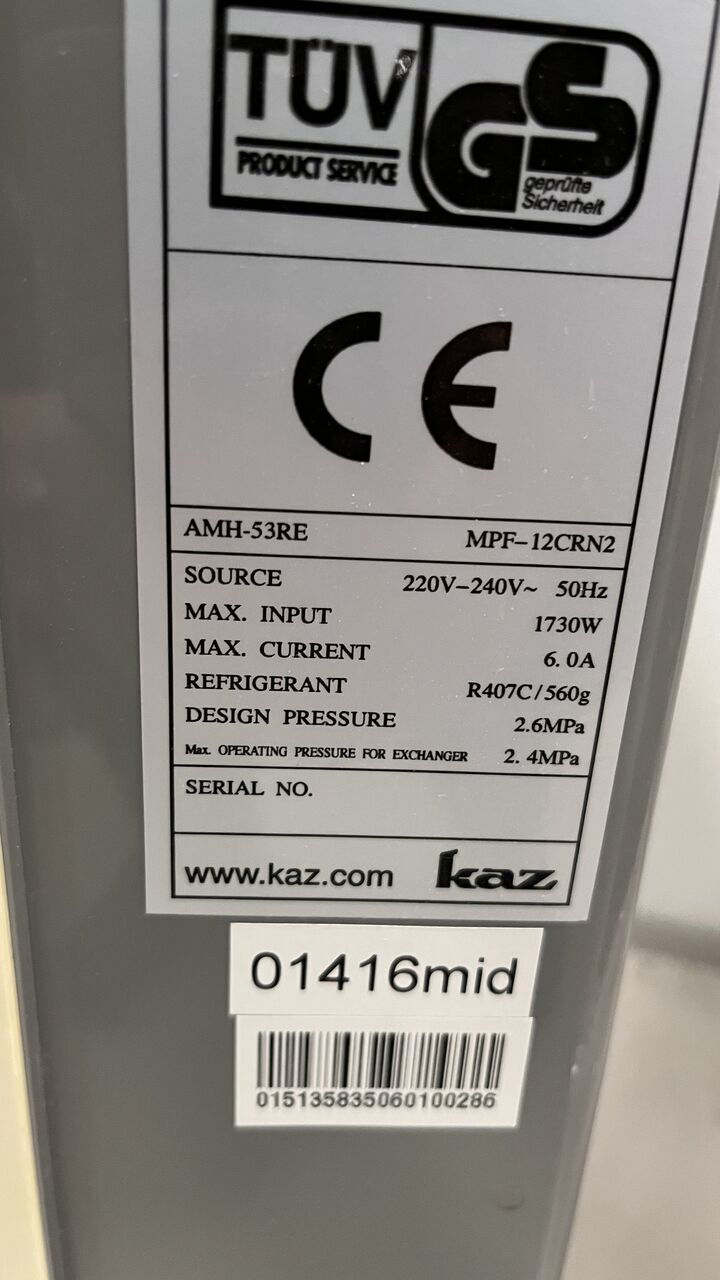 TÜV
PRODUCT SERVICE
GS
geprüfte
Sicherheit
CE
AMH-53RE MPF-12CRN2
SOURCE 220V-240V~ 50Hz
MAX. INPUT 1730W
MAX. CURRENT 6.0A
REFRIGERANT R407C/560g
DESIGN PRESSURE 2.6MPa
Max. OPERATING PRESSURE FOR EXCHANGER 2.4MPa
SERIAL NO.
www.kaz.com kaz
01416mid
015135835060100286